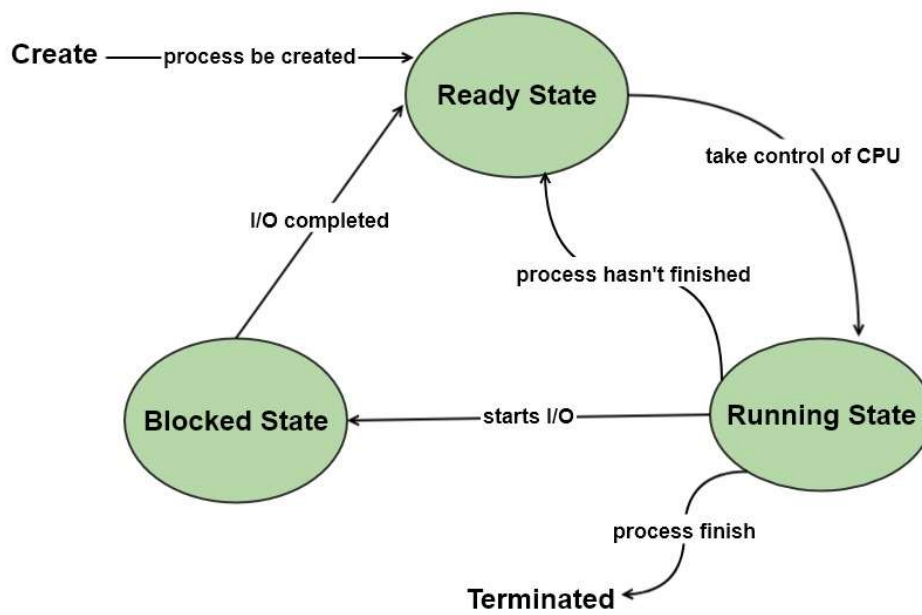 Create
process be created
Ready State
take control of CPU
I/O completed
process hasn't finished
Blocked State
starts I/O
Running State
process finish
Terminated